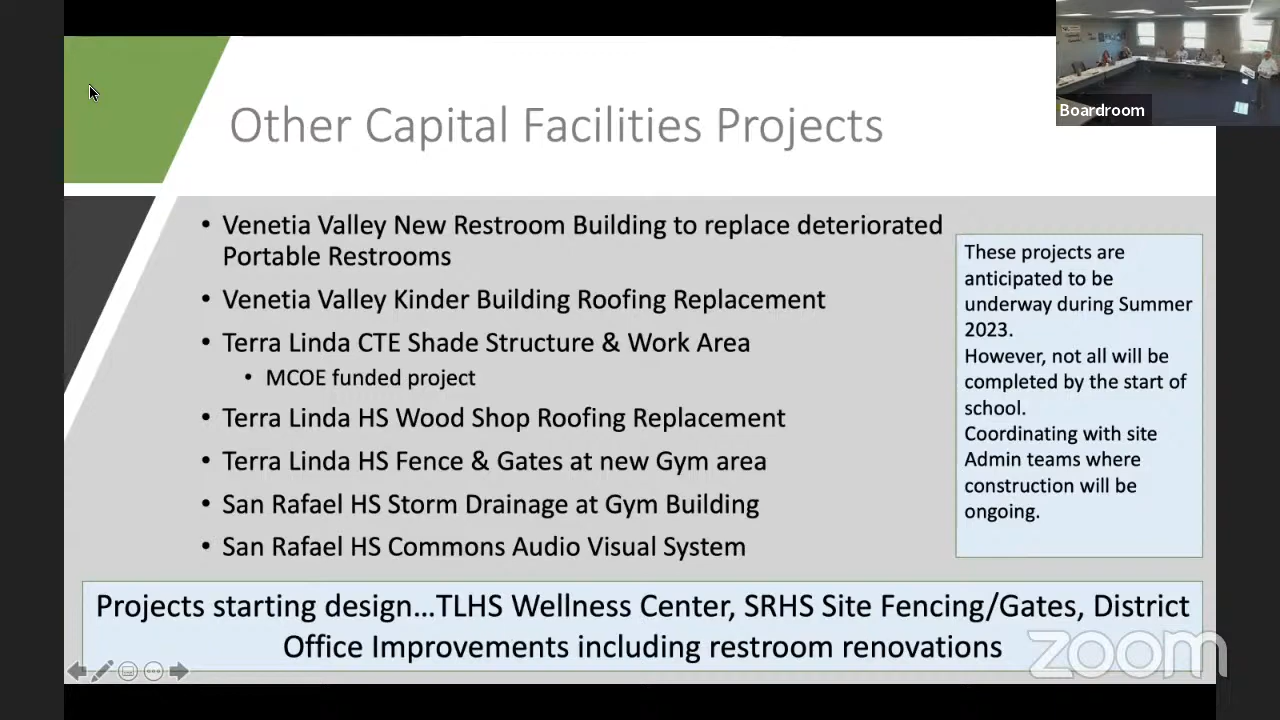 Boardroom
Other Capital Facilities Projects
• Venetia Valley New Restroom Building to replace deteriorated
Portable Restrooms
• Venetia Valley Kinder Building Roofing Replacement
• Terra Linda CTE Shade Structure & Work Area
• MCOE funded project
• Terra Linda HS Wood Shop Roofing Replacement
• Terra Linda HS Fence & Gates at new Gym area
• San Rafael HS Storm Drainage at Gym Building
• San Rafael HS Commons Audio Visual System
These projects are
anticipated to be
underway during Summer
2023.
However, not all will be
completed by the start of
school.
Coordinating with site
Admin teams where
construction will be
ongoing.
Projects starting design…TLHS Wellness Center, SRHS Site Fencing/Gates, District
Office Improvements including restroom renovations
zoom